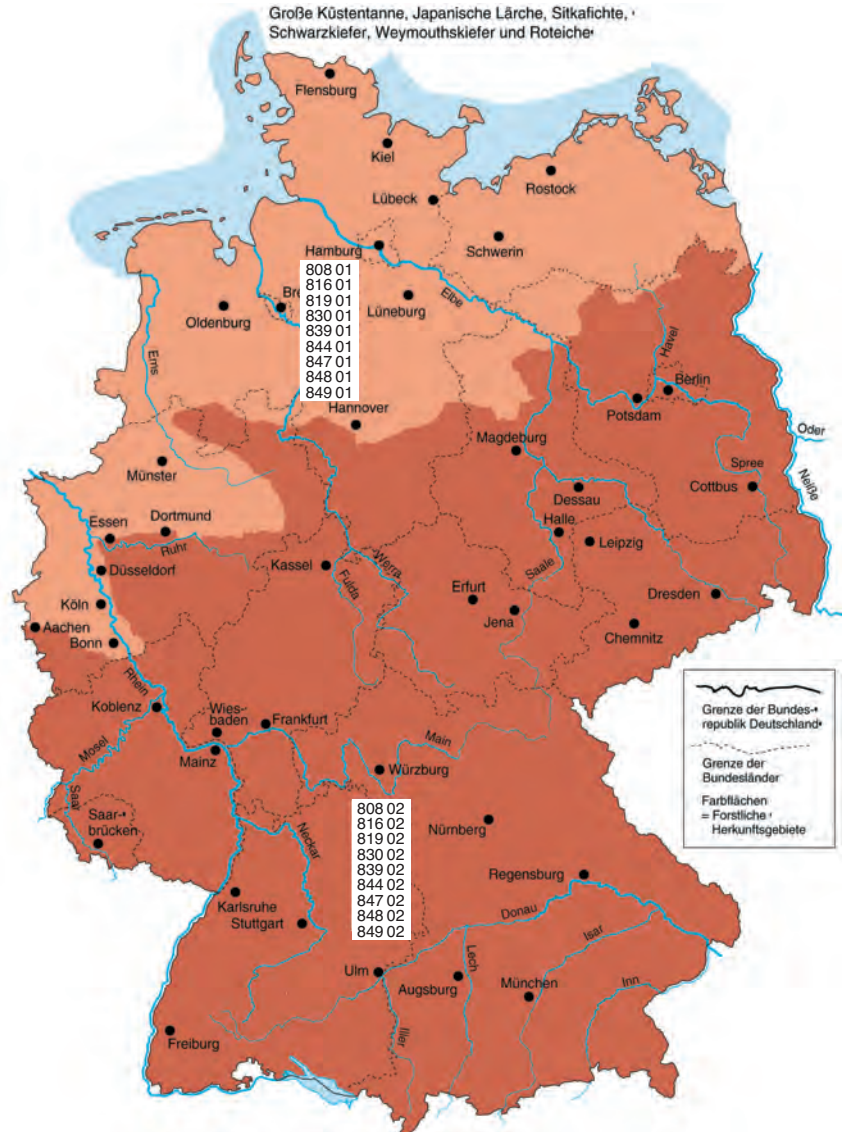 Große Küstentanne, Japanische Lärche, Sitkafichte,
Schwarzkiefer, Weymouthskiefer und Roteiche
Flensburg
Kiel
Rostock
Lübeck
Schwerin
Hamburg
808 01
816 01
819 01
830 01
839 01
844 01
847 01
848 01
849 01
Bre
Oldenburg
Lüneburg
Elbe
Ems
Havel
Berlin
Potsdam
Hannover
Oder
Magdeburg
Münster
Spree
Neiße
Cottbus
Dessau
Essen
Dortmund
Halle
Ruhr
Leipzig
Düsseldorf
Kassel
Werra
Fulda
Saale
Erfurt
Dresden
Köln
Jena
Aachen
Chemnitz
Bonn
Rhein
Koblenz
Wies-
baden
Frankfurt
Mosel
Main
Mainz
Würzburg
Grenze der Bundes-
republik Deutschland
Grenze der
Bundesländer
Farbflächen
= Forstliche
Herkunftsgebiete
Saar
Saar-
brücken
808 02
816 02
819 02
830 02
839 02
844 02
847 02
848 02
849 02
Neckar
Nürnberg
Regensburg
Karlsruhe
Stuttgart
Donau
Isar
Ulm
Lech
Augsburg
München
Inn
Iller
Freiburg